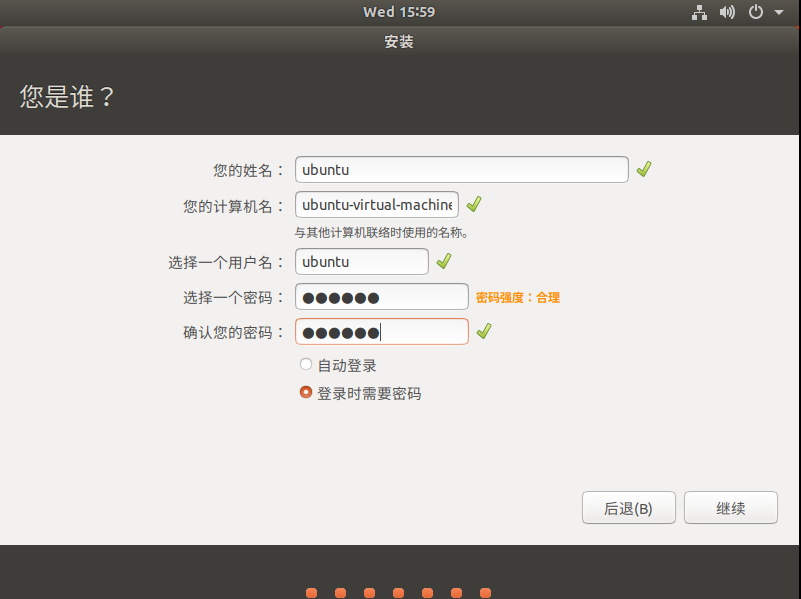 Wed 15:59
安装
您是谁？
您的姓名： ubuntu
您的计算机名： ubuntu-virtual-machine
与其他计算机联络时使用的名称。
选择一个用户名： ubuntu
选择一个密码： ●●●●●● 密码强度：合理
确认您的密码： ●●●●●●
自动登录
登录时需要密码
后退(B) 继续